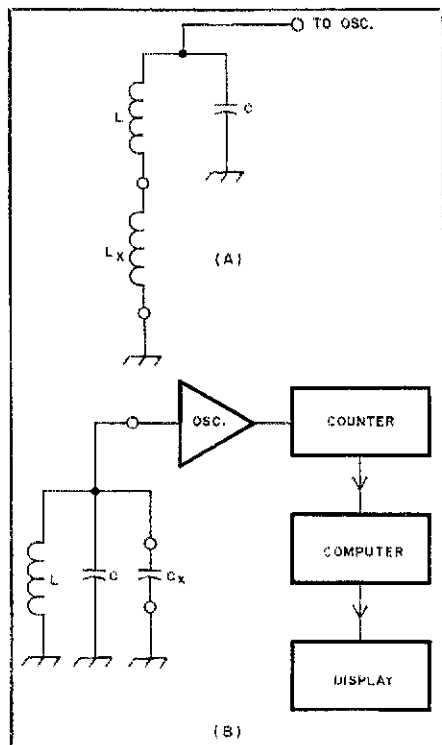 TO OSC.
L
C
Lx
(A)
OSC.
COUNTER
COMPUTER
L
C
Cx
DISPLAY
(B)